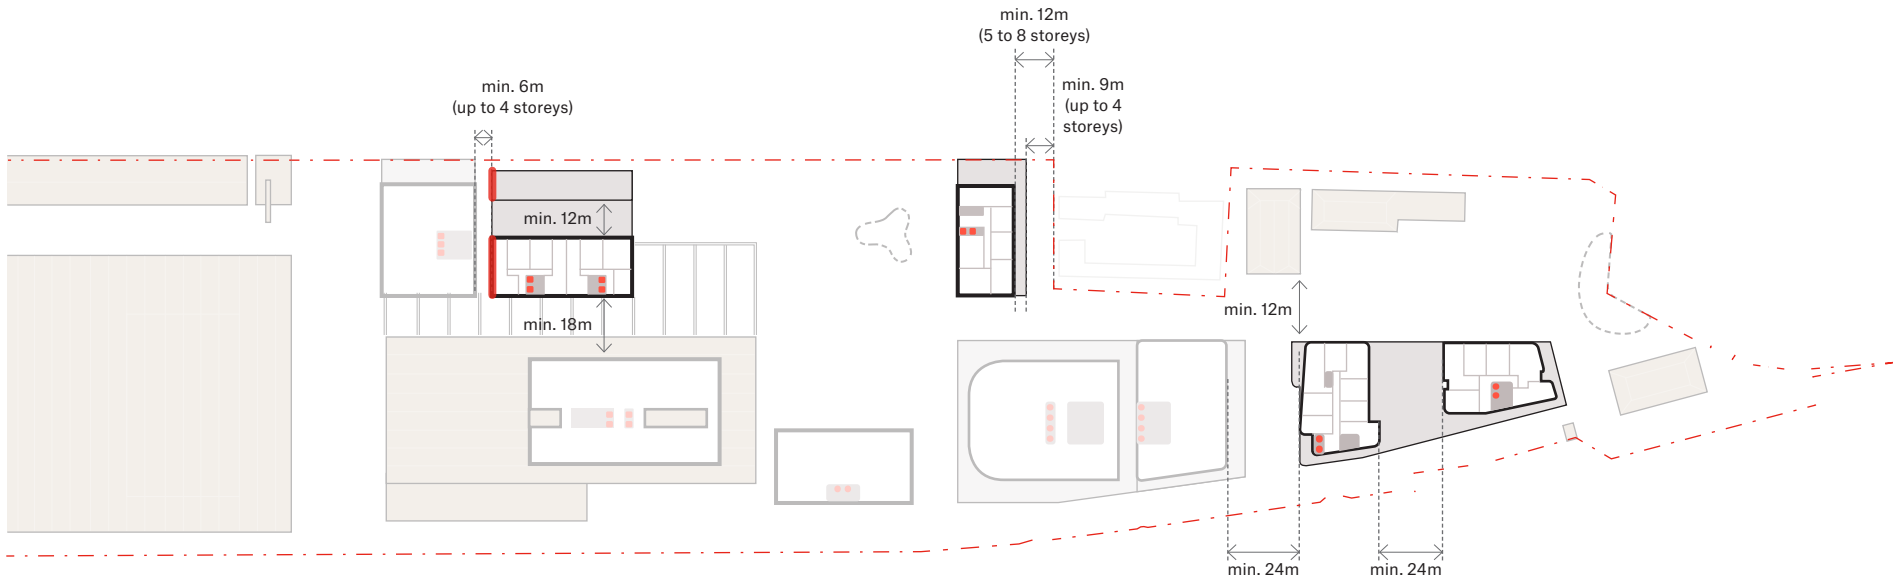 min. 12m
(5 to 8 storeys)
min. 6m
(up to 4 storeys)
min. 9m
(up to 4
storeys)
min. 12m
min. 18m
min. 12m
min. 24m
min. 24m